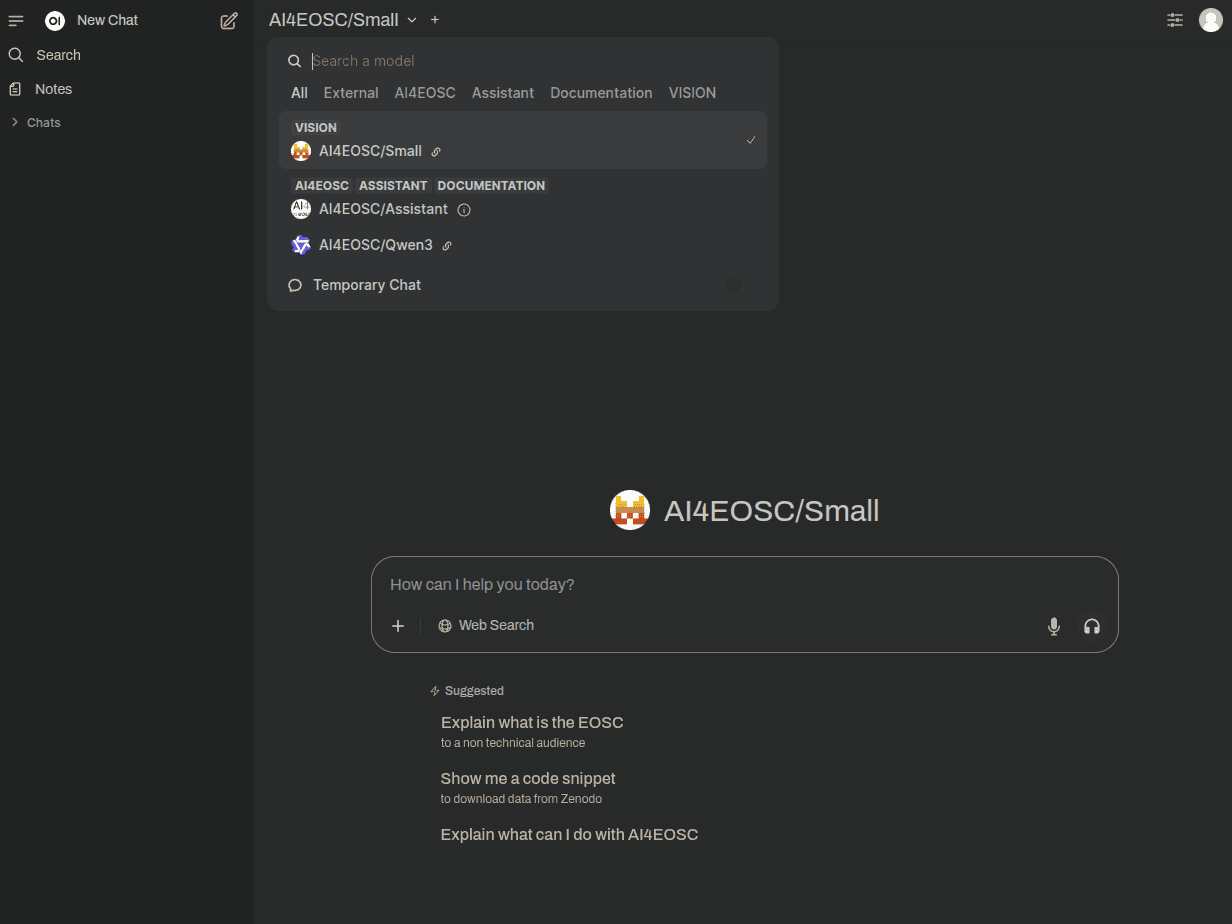 OI New Chat
Search
Notes
Chats
AI4EOSC/Small
Search a model
All External AI4EOSC Assistant Documentation VISION
VISION
AI4EOSC/Small
AI4EOSC ASSISTANT DOCUMENTATION
AI4EOSC/Assistant
AI4EOSC/Qwen3
Temporary Chat
AI4EOSC/Small
How can I help you today?
Web Search
Suggested
Explain what is the EOSC
to a non technical audience
Show me a code snippet
to download data from Zenodo
Explain what can I do with AI4EOSC